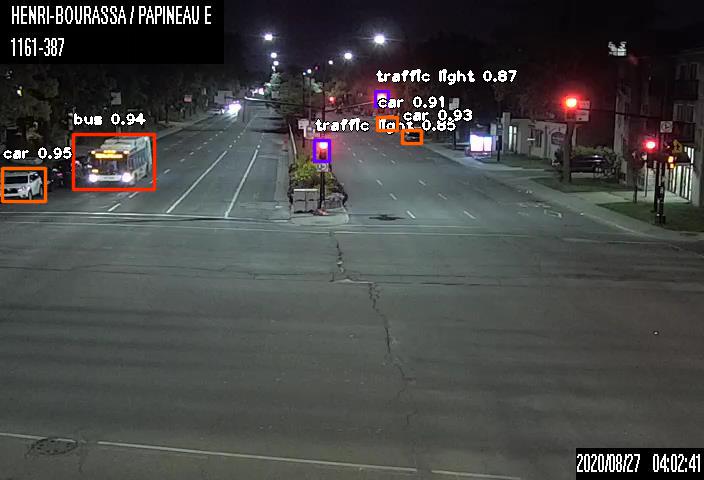 HENRI-BOURASSA / PAPINEAU E
1161-387
traffic light 0.87
car 0.91
car 0.93
traffic light 0.85
bus 0.94
car 0.95
2020/08/27 04:02:41